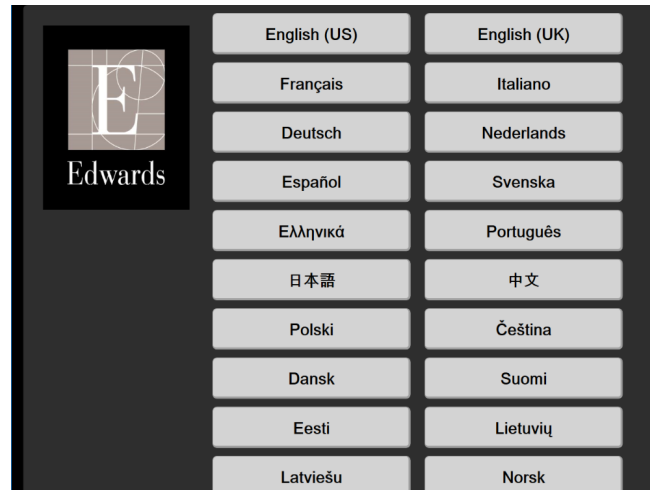 E
Edwards
English (US)
English (UK)
Français
Italiano
Deutsch
Nederlands
Español
Svenska
Ελληνικά
Português
日本語
中文
Polski
Čeština
Dansk
Suomi
Eesti
Lietuvių
Latviešu
Norsk